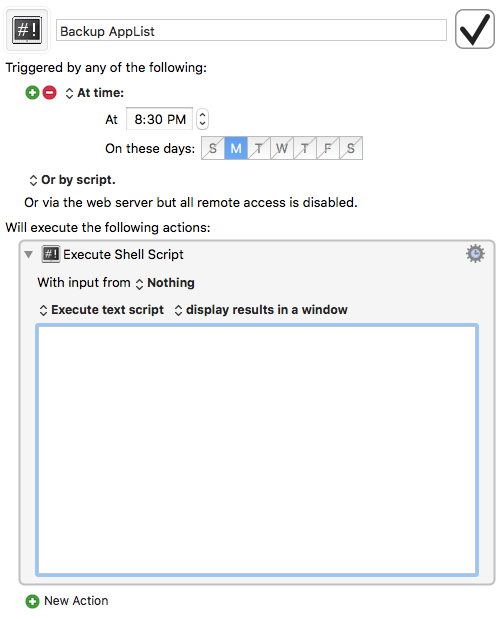 #! Backup AppList
Triggered by any of the following:
At time:
At 8:30 PM
On these days: S M T W T F S
Or by script.
Or via the web server but all remote access is disabled.
Will execute the following actions:
#! Execute Shell Script
With input from Nothing
Execute text script display results in a window
New Action